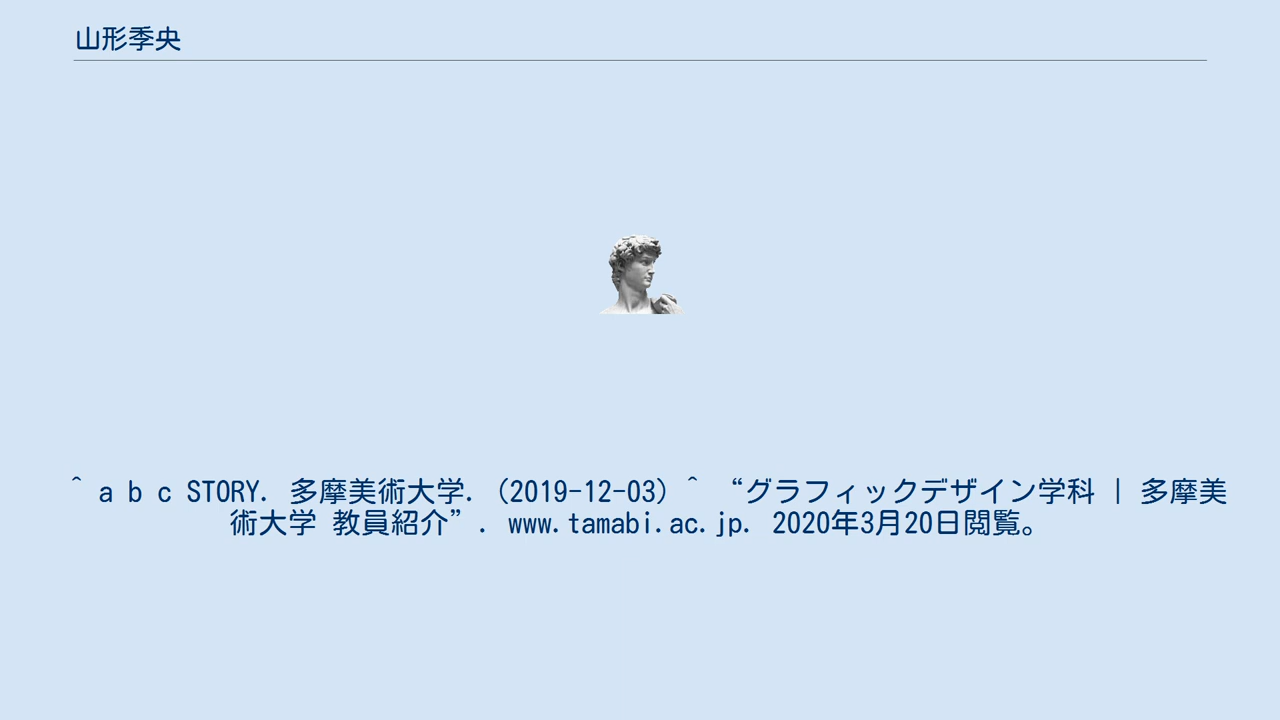 山形季央
^ a b c STORY. 多摩美術大学. (2019-12-03) ^ “グラフィックデザイン学科 | 多摩美
術大学 教員紹介”. www.tamabi.ac.jp. 2020年3月20日閲覧。